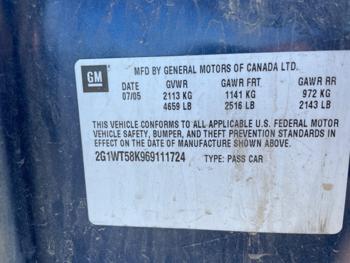 MFD BY GENERAL MOTORS OF CANADA LTD.
GM DATE GVWR GAWR FRT GAWR RR
07/05 2113 KG 1141 KG 972 KG
4659 LB 2516 LB 2143 LB
THIS VEHICLE CONFORMS TO ALL APPLICABLE U.S. FEDERAL MOTOR
VEHICLE SAFETY, BUMPER, AND THEFT PREVENTION STANDARDS IN
EFFECT ON THE DATE OF MANUFACTURE SHOWN ABOVE.
2G1WT58K969111724 TYPE: PASS CAR